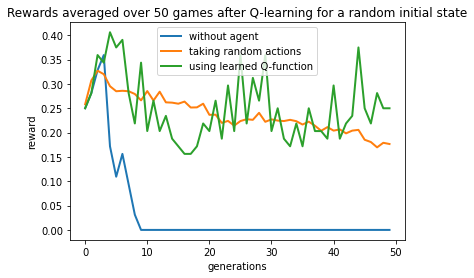 Rewards averaged over 50 games after Q-learning for a random initial state
without agent
taking random actions
using learned Q-function
reward
0.40
0.35
0.30
0.25
0.20
0.15
0.10
0.05
0.00
0 10 20 30 40 50
generations